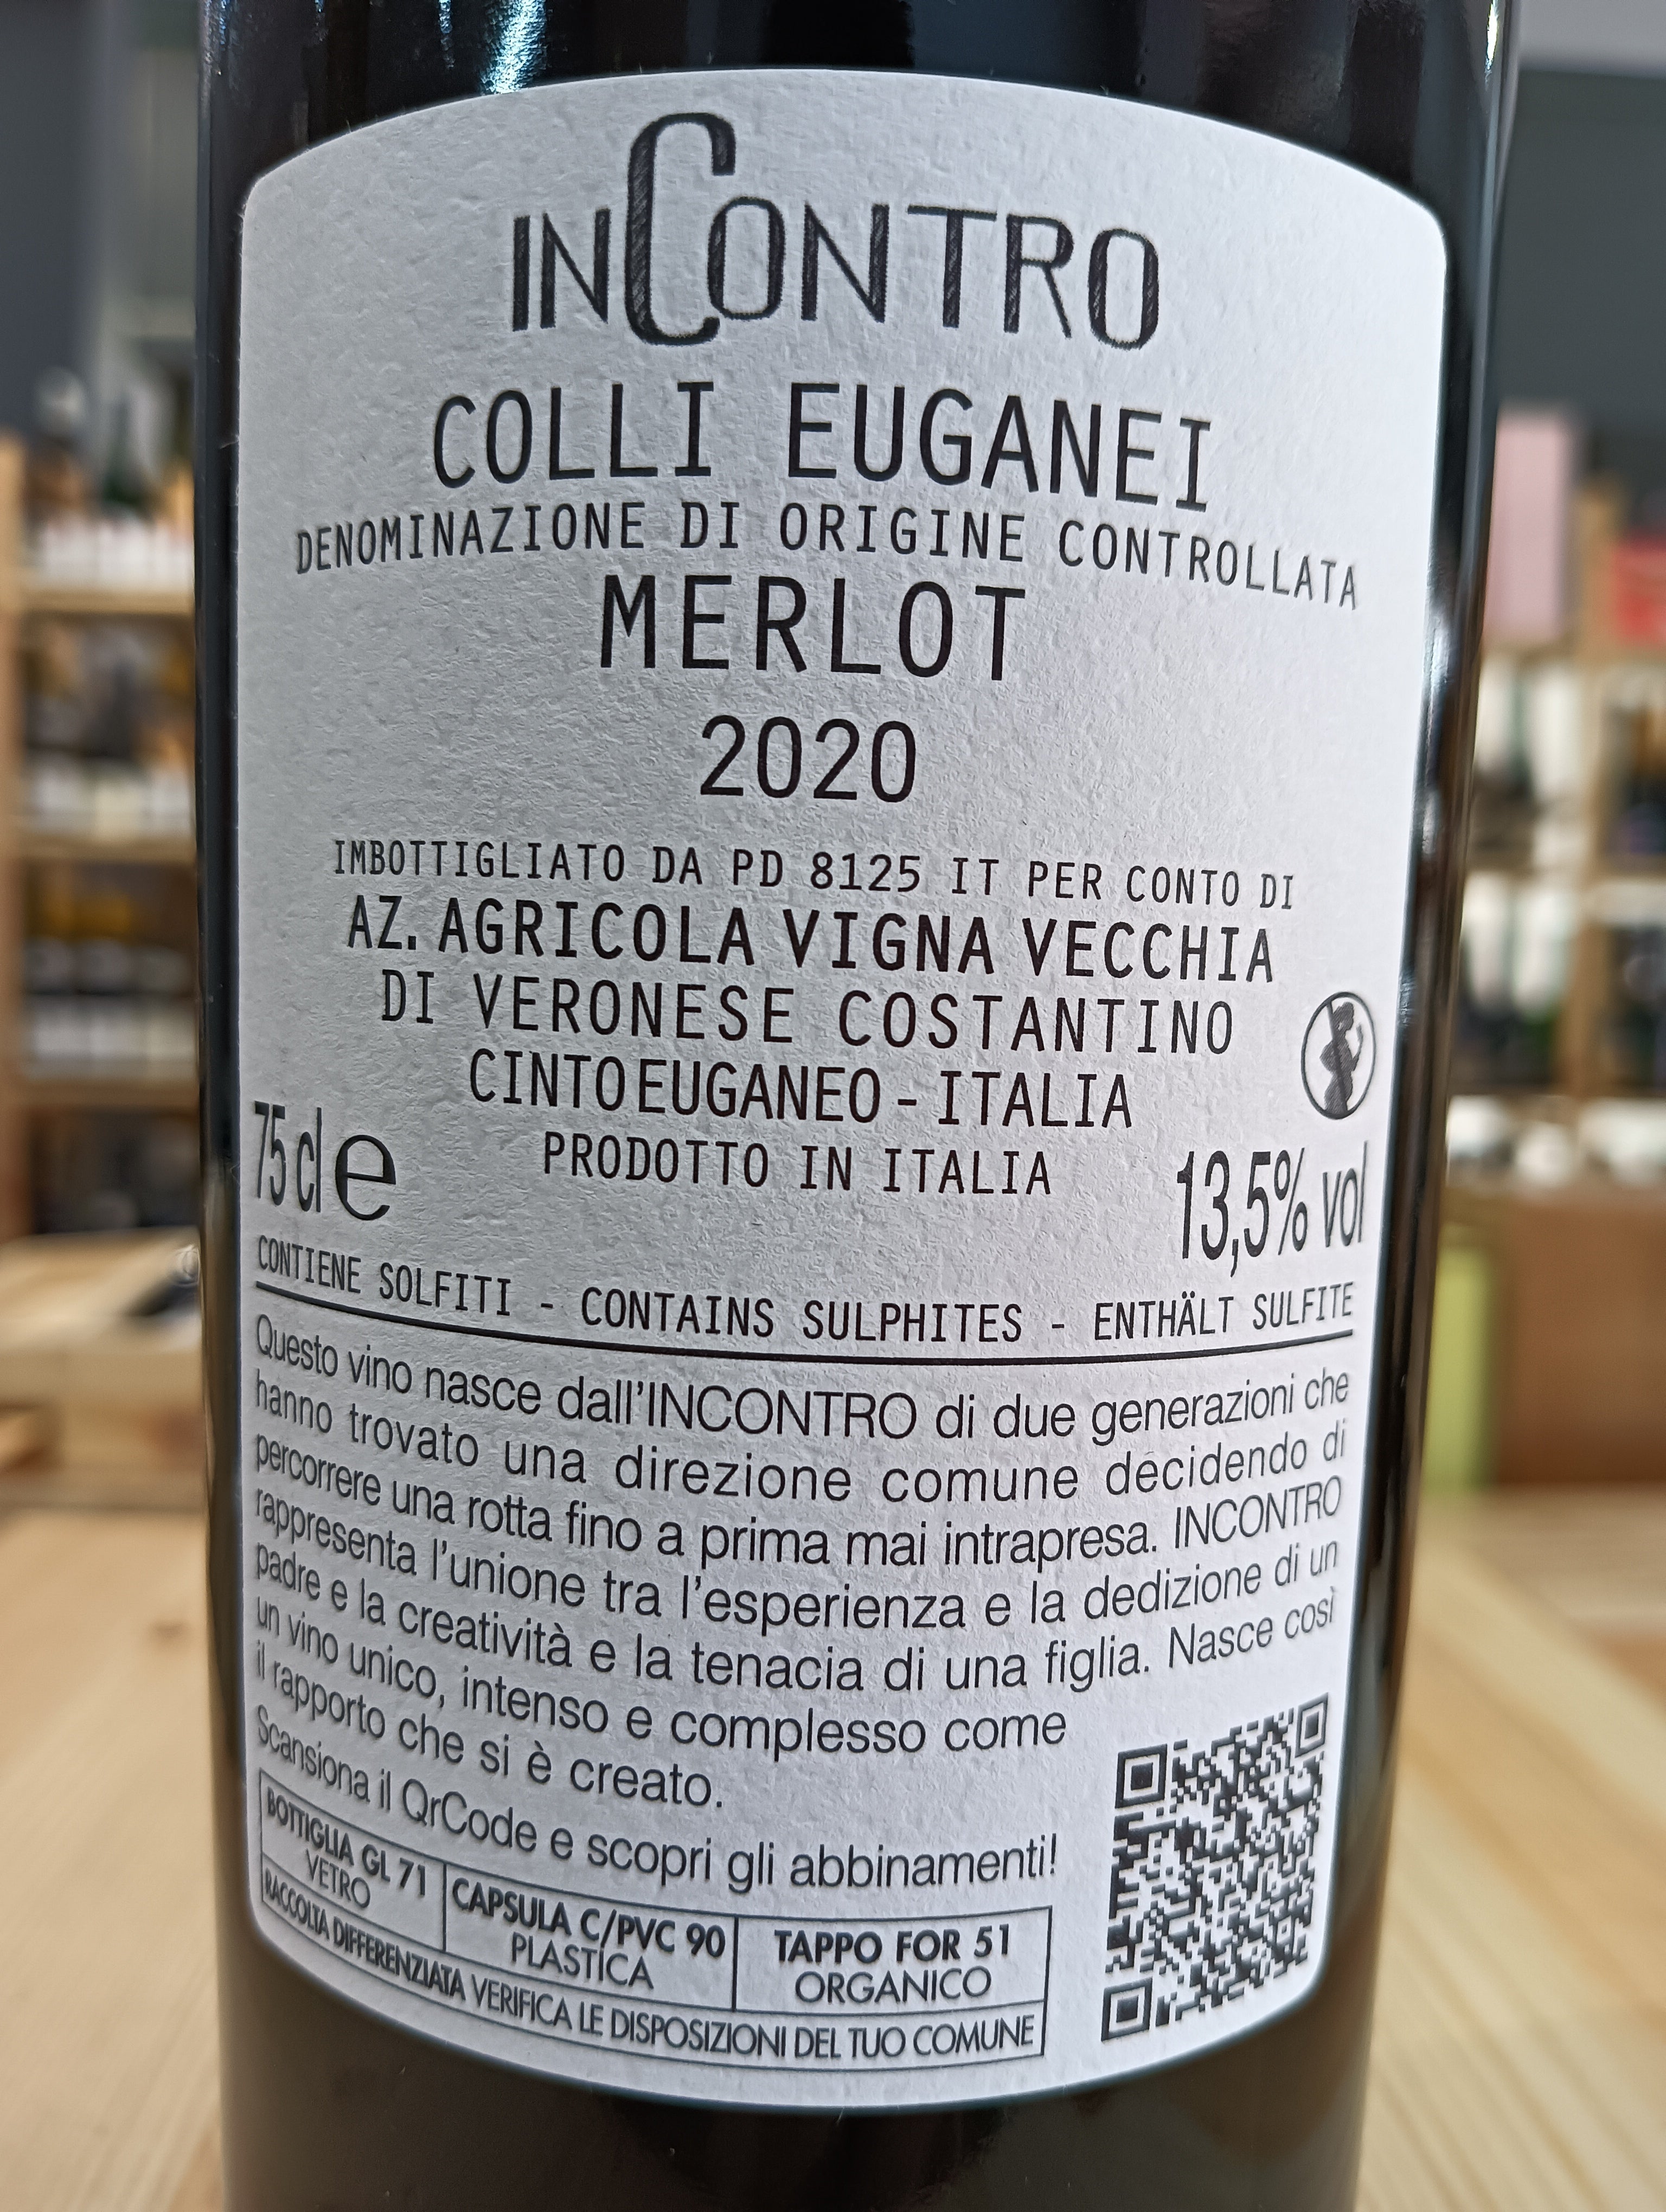 INCONTRO
COLLI EUGANEI
DENOMINAZIONE DI ORIGINE CONTROLLATA
MERLOT
2020
IMBOTTIGLIATO DA PD 8125 IT PER CONTO DI
AZ. AGRICOLA VIGNA VECCHIA
DI VERONESE COSTANTINO
CINTO EUGANEO - ITALIA
PRODOTTO IN ITALIA
75 cl e
13,5% vol
CONTIENE SOLFITI - CONTAINS SULPHITES - ENTHÄLT SULFITE
Questo vino nasce dall'INCONTRO di due generazioni che
hanno trovato una direzione comune decidendo di
percorrere una rotta fino a prima mai intrapresa. INCONTRO
rappresenta l'unione tra l'esperienza e la dedizione di un
padre e la creatività e la tenacia di una figlia. Nasce così
un vino unico, intenso e complesso come
il rapporto che si è creato.
Scansiona il QrCode e scopri gli abbinamenti!
BOTTIGLIA GL 71
VETRO
CAPSULA C/PVC 90
PLASTICA
TAPPO FOR 51
ORGANICO
RACCOLTA DIFFERENZIATA VERIFICA LE DISPOSIZIONI DEL TUO COMUNE